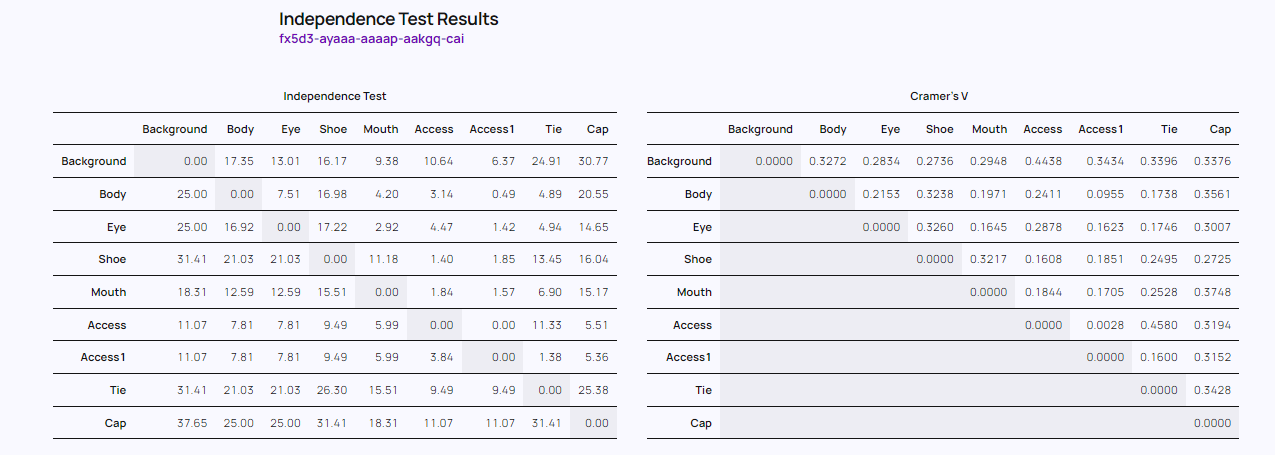 Independence Test Results
fx5d3-ayaaa-aaaap-aakgq-cai
Independence Test
Background Body Eye Shoe Mouth Access Access1 Tie Cap
Background 0.00 17.35 13.01 16.17 9.38 10.64 6.37 24.91 30.77
Body 25.00 0.00 7.51 16.98 4.20 3.14 0.49 4.89 20.55
Eye 25.00 16.92 0.00 17.22 2.92 4.47 1.42 4.94 14.65
Shoe 31.41 21.03 21.03 0.00 11.18 1.40 1.85 13.45 16.04
Mouth 18.31 12.59 12.59 15.51 0.00 1.84 1.57 6.90 15.17
Access 11.07 7.81 7.81 9.49 5.99 0.00 0.00 11.33 5.51
Access1 11.07 7.81 7.81 9.49 5.99 3.84 0.00 1.38 5.36
Tie 31.41 21.03 21.03 26.30 15.51 9.49 9.49 0.00 25.38
Cap 37.65 25.00 25.00 31.41 18.31 11.07 11.07 31.41 0.00
Cramer's V
Background Body Eye Shoe Mouth Access Access1 Tie Cap
Background 0.0000 0.3272 0.2834 0.2736 0.2948 0.4438 0.3434 0.3396 0.3376
Body 0.0000 0.2153 0.3238 0.1971 0.2411 0.0955 0.1738 0.3561
Eye 0.0000 0.3260 0.1645 0.2878 0.1623 0.1746 0.3007
Shoe 0.0000 0.3217 0.1608 0.1851 0.2495 0.2725
Mouth 0.0000 0.1844 0.1705 0.2528 0.3748
Access 0.0000 0.0028 0.4580 0.3194
Access1 0.0000 0.1600 0.3152
Tie 0.0000 0.3428
Cap 0.0000